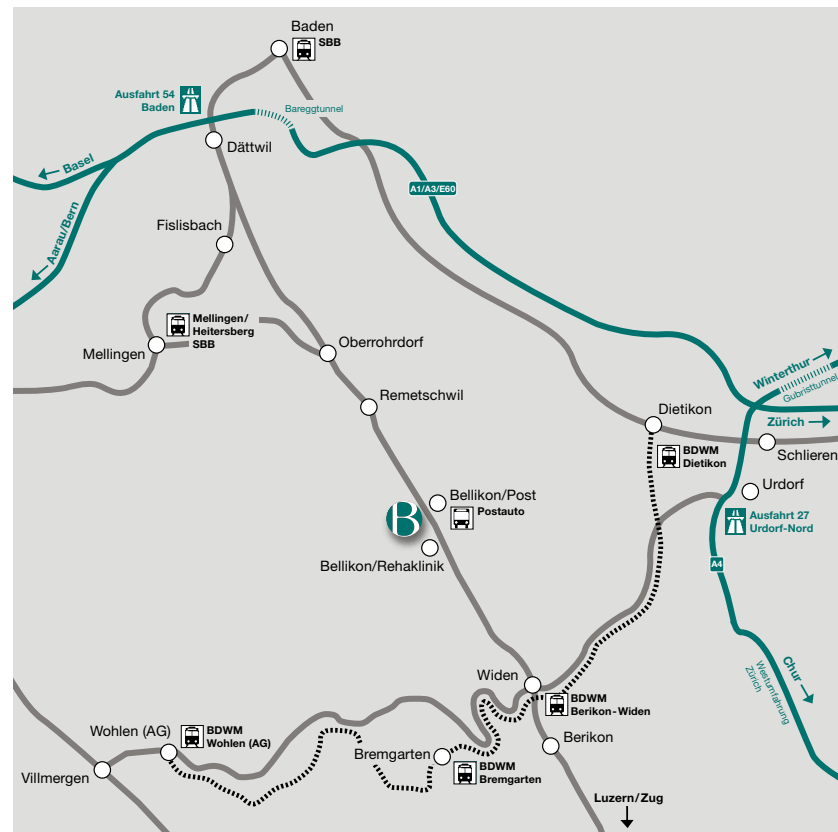 Baden
SBB
Ausfahrt 54
Baden
Bareggtunnel
Dättwil
← Basel
A1/A3/E60
Aarau/Bern
Fislisbach
Mellingen/
Heitersberg
SBB
Mellingen
Oberrohrdorf
Remetschwil
Winterthur →
Gubristtunnel
Dietikon
Zürich →
BDWM
Dietikon
Schlieren
Urdorf
Bellikon/Post
Postauto
B
Ausfahrt 27
Urdorf-Nord
Bellikon/Rehaklinik
A4
Chur →
Westumfahrung
Zürich
Widen
BDWM
Berikon-Widen
Wohlen (AG)
BDWM
Wohlen (AG)
Bremgarten
Berikon
BDWM
Bremgarten
Villmergen
Luzern/Zug